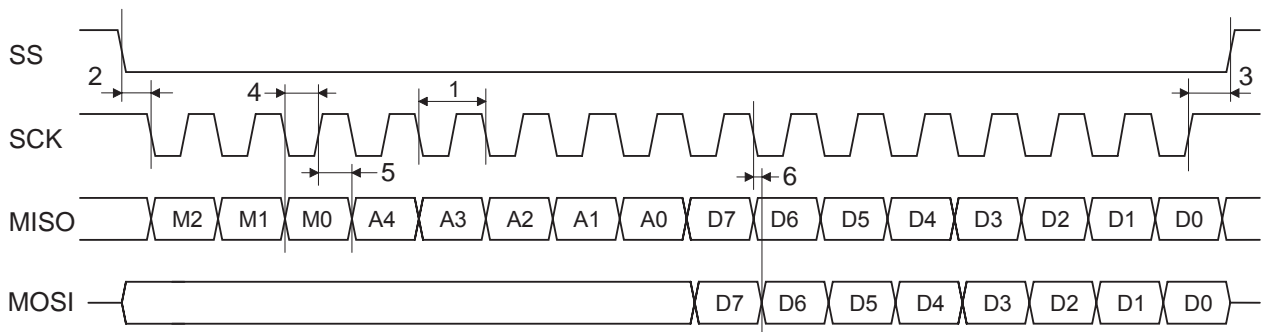 SS
2
4
1
3
SCK
5
6
MISO M2 M1 M0 A4 A3 A2 A1 A0 D7 D6 D5 D4 D3 D2 D1 D0
MOSI D7 D6 D5 D4 D3 D2 D1 D0